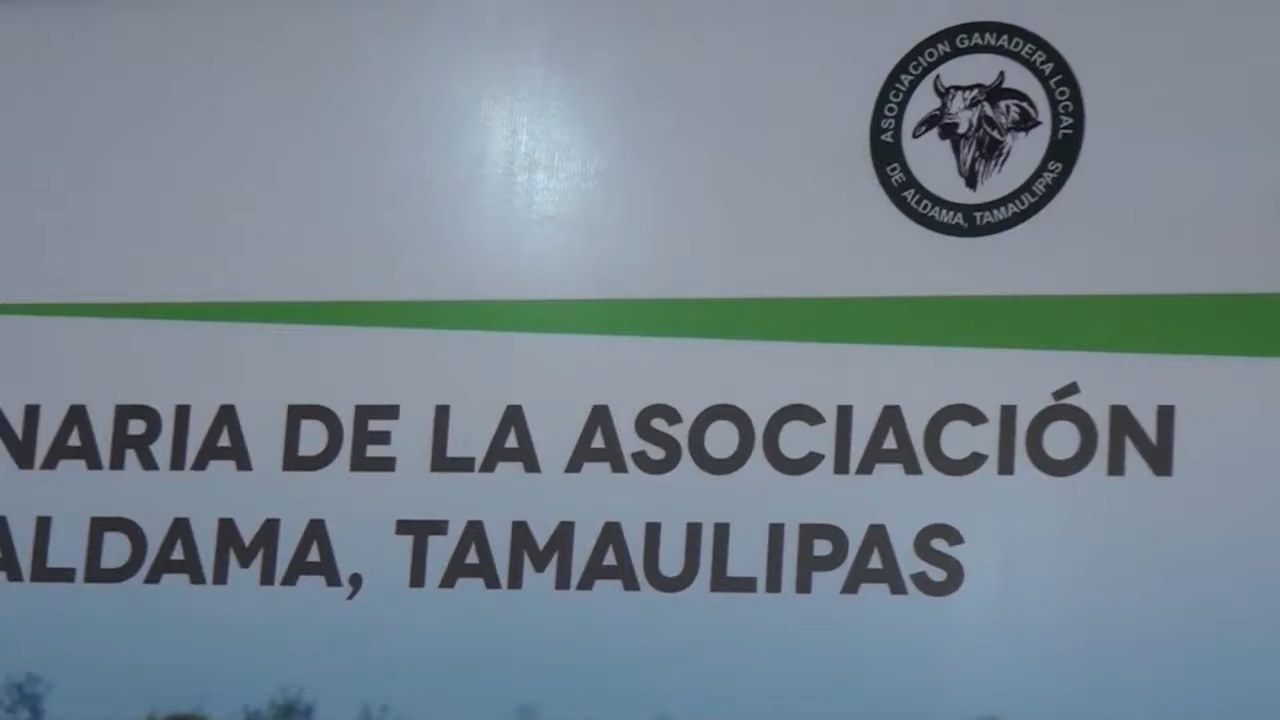 ASOCIACION GANADERA LOCAL
DE ALDAMA, TAMAULIPAS
NARIA DE LA ASOCIACIÓN
ALDAMA, TAMAULIPAS